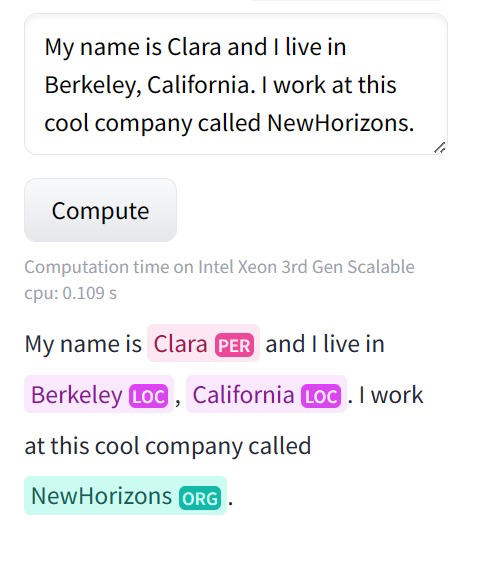 My name is Clara and I live in
Berkeley, California. I work at this
cool company called NewHorizons.
Compute
Computation time on Intel Xeon 3rd Gen Scalable
cpu: 0.109 s
My name is Clara PER and I live in
Berkeley LOC , California LOC . I work
at this cool company called
NewHorizons ORG .